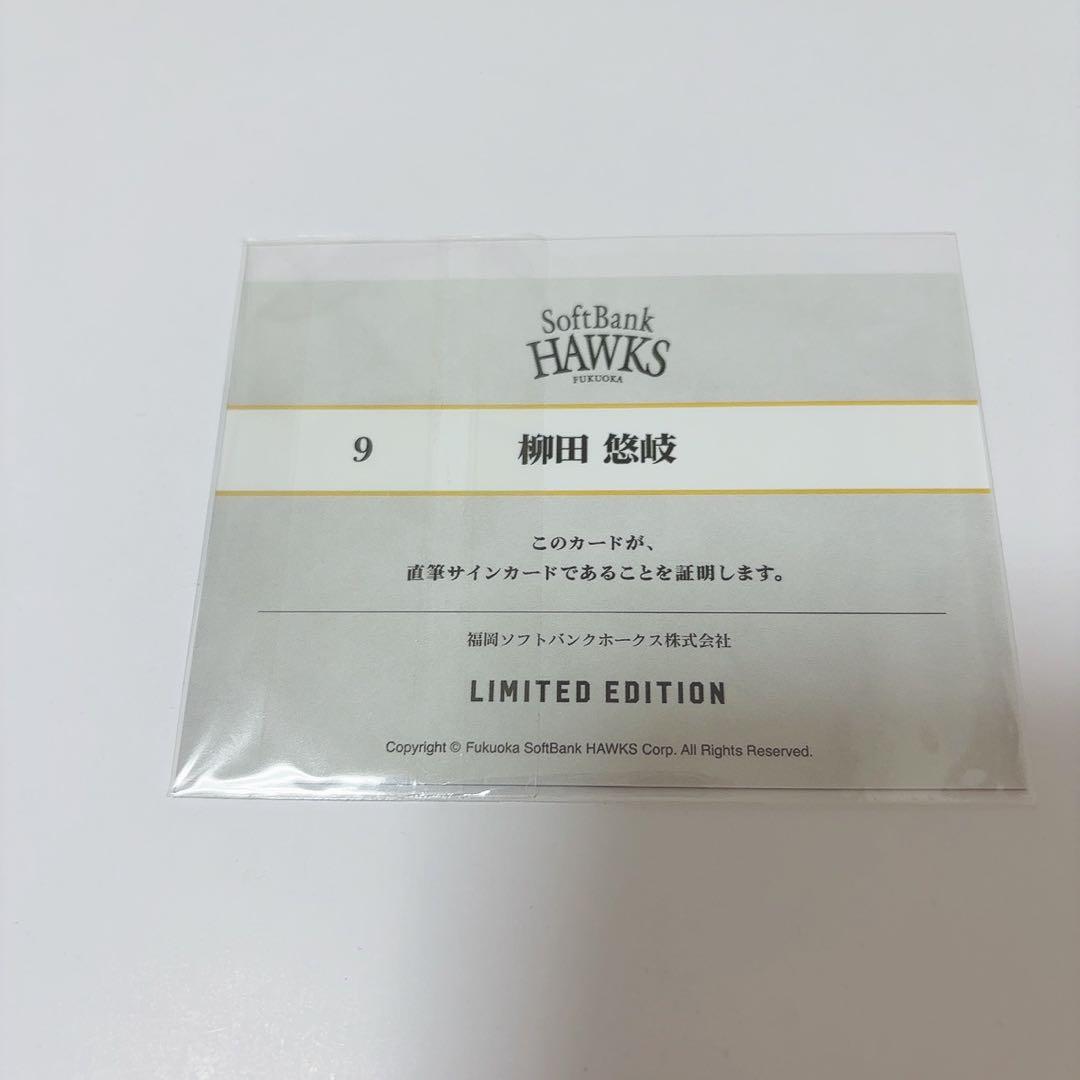 SoftBank
HAWKS
FUKUOKA
9 柳田 悠岐
このカードが、
直筆サインカードであることを証明します。
福岡ソフトバンクホークス株式会社
LIMITED EDITION
Copyright © Fukuoka SoftBank HAWKS Corp. All Rights Reserved.